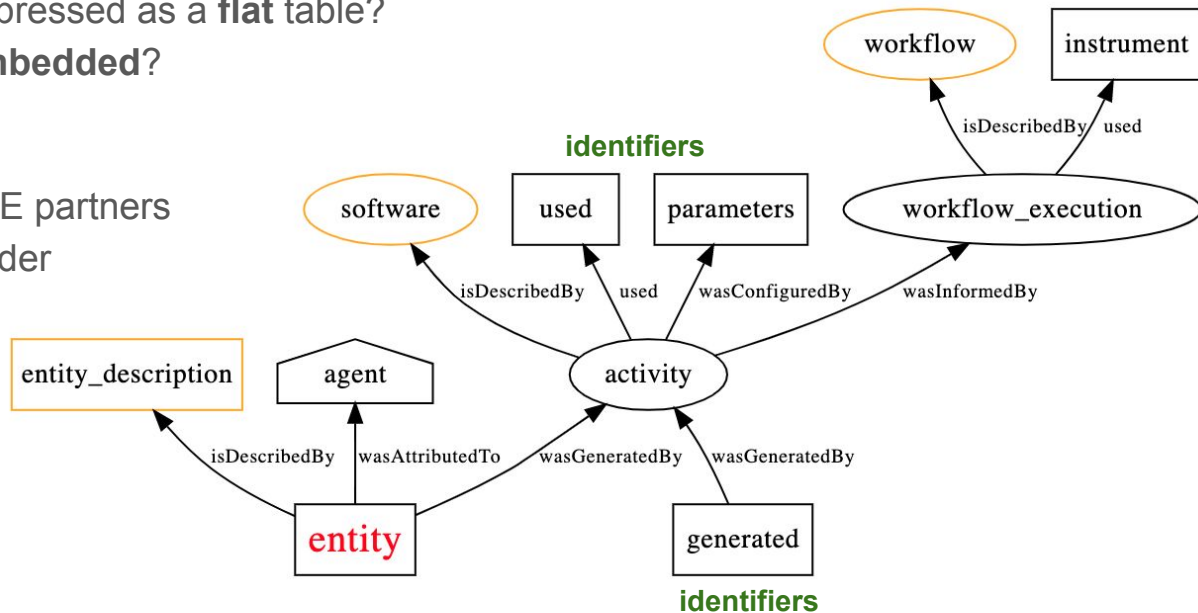 pressed as a flat table?
nbedded?
E partners
der
workflow
instrument
isDescribedBy
used
identifiers
software
used
parameters
workflow_execution
isDescribedBy
used
wasConfiguredBy
wasInformedBy
entity_description
agent
activity
isDescribedBy
wasAttributedTo
wasGeneratedBy
wasGeneratedBy
entity
generated
identifiers